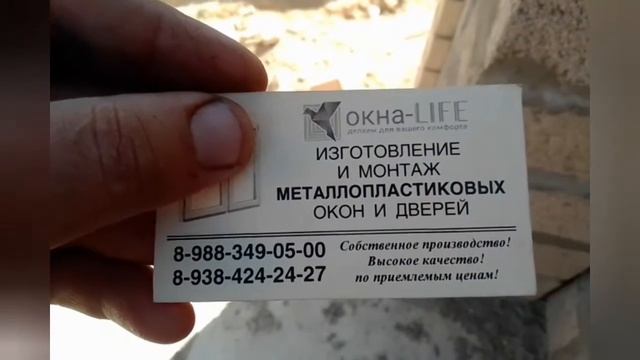 окна-LIFE
делаем для вашего комфорта
ИЗГОТОВЛЕНИЕ
И МОНТАЖ
МЕТАЛЛОПЛАСТИКОВЫХ
ОКОН И ДВЕРЕЙ
8-988-349-05-00
8-938-424-24-27
Собственное производство!
Высокое качество!
по приемлемым ценам!